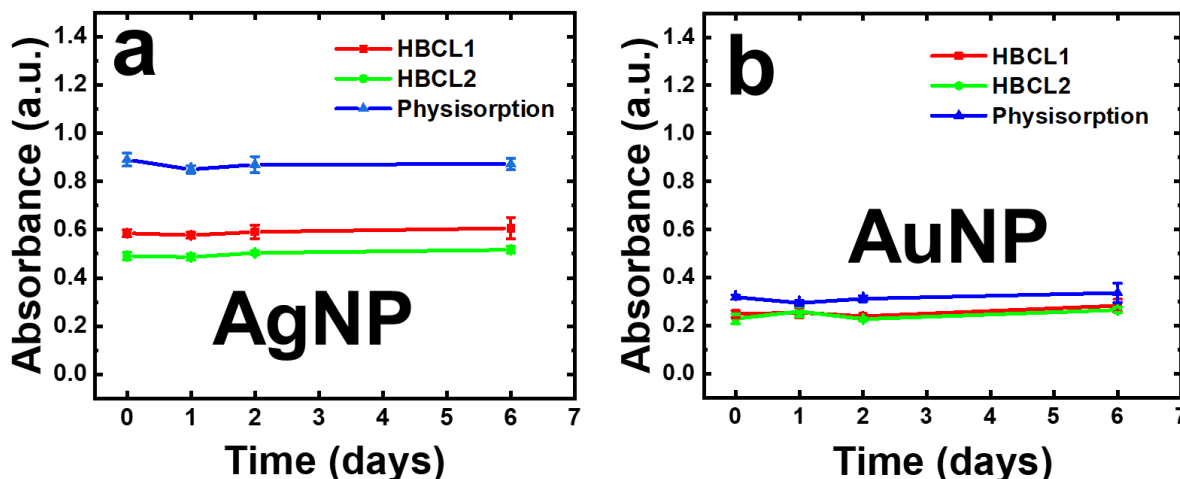 a
HBCL1
HBCL2
Physisorption
AgNP
Absorbance (a.u.)
1.4
1.2
1.0
0.8
0.6
0.4
0.2
0.0
0 1 2 3 4 5 6 7
Time (days)
b
HBCL1
HBCL2
Physisorption
AuNP
Absorbance (a.u.)
1.4
1.2
1.0
0.8
0.6
0.4
0.2
0.0
0 1 2 3 4 5 6 7
Time (days)